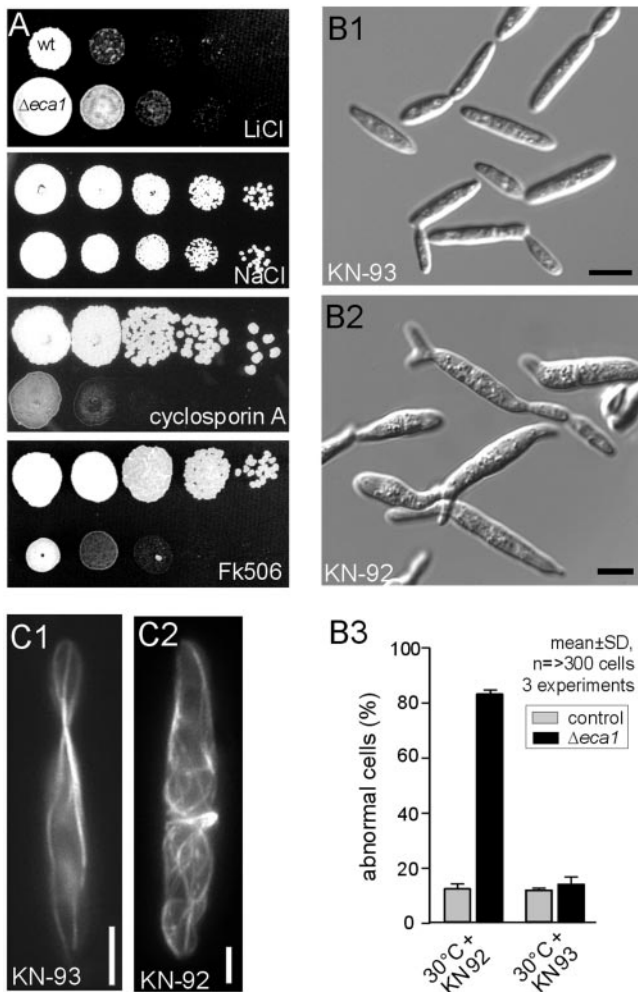 A
wt
Δeca1
LiCl
NaCl
cyclosporin A
Fk506
B1
KN-93
B2
KN-92
C1
KN-93
C2
KN-92
B3
mean±SD,
n=>300 cells
3 experiments
control
Δeca1
abnormal cells (%)
100
80
60
40
20
0
30°C+
KN92
30°C+
KN93